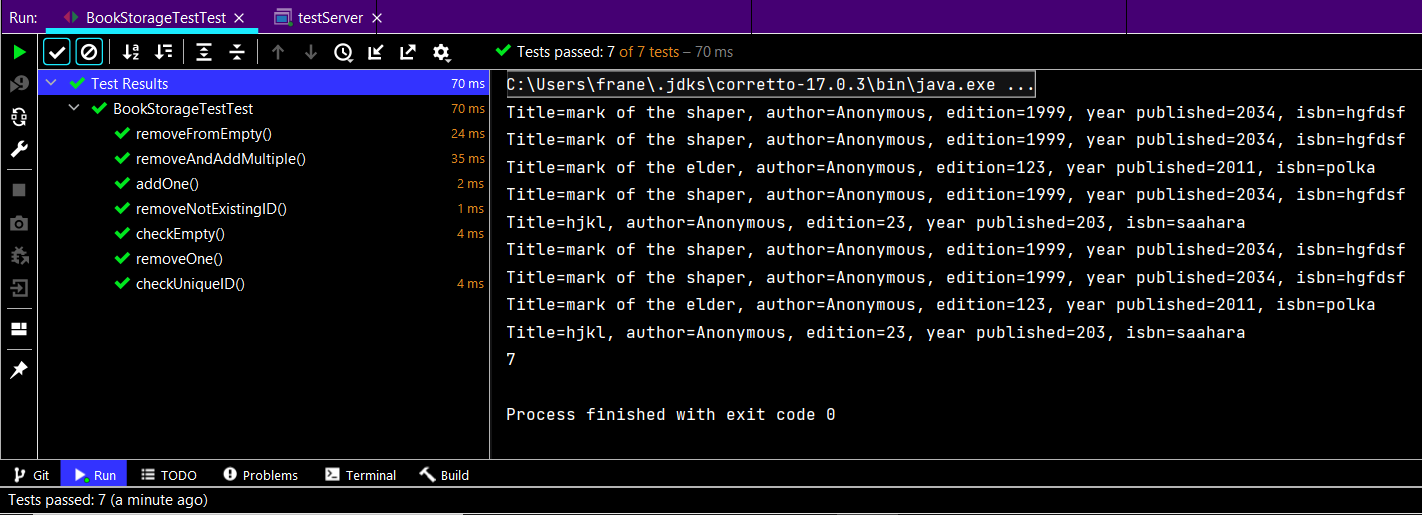 Run: BookStorageTestTest × testServer ×
Tests passed: 7 of 7 tests – 70 ms
Test Results 70 ms
BookStorageTestTest 70 ms
removeFromEmpty() 24 ms
removeAndAddMultiple() 35 ms
addOne() 2 ms
removeNotExistingID() 1 ms
checkEmpty() 4 ms
removeOne()
checkUniqueID() 4 ms
C:\Users\frane\.jdks\corretto-17.0.3\bin\java.exe ...
Title=mark of the shaper, author=Anonymous, edition=1999, year published=2034, isbn=hgfdsf
Title=mark of the shaper, author=Anonymous, edition=1999, year published=2034, isbn=hgfdsf
Title=mark of the elder, author=Anonymous, edition=123, year published=2011, isbn=polka
Title=mark of the shaper, author=Anonymous, edition=1999, year published=2034, isbn=hgfdsf
Title=hjkl, author=Anonymous, edition=23, year published=203, isbn=saahara
Title=mark of the shaper, author=Anonymous, edition=1999, year published=2034, isbn=hgfdsf
Title=mark of the shaper, author=Anonymous, edition=1999, year published=2034, isbn=hgfdsf
Title=mark of the elder, author=Anonymous, edition=123, year published=2011, isbn=polka
Title=hjkl, author=Anonymous, edition=23, year published=203, isbn=saahara
7
Process finished with exit code 0
Git Run TODO Problems Terminal Build
Tests passed: 7 (a minute ago)